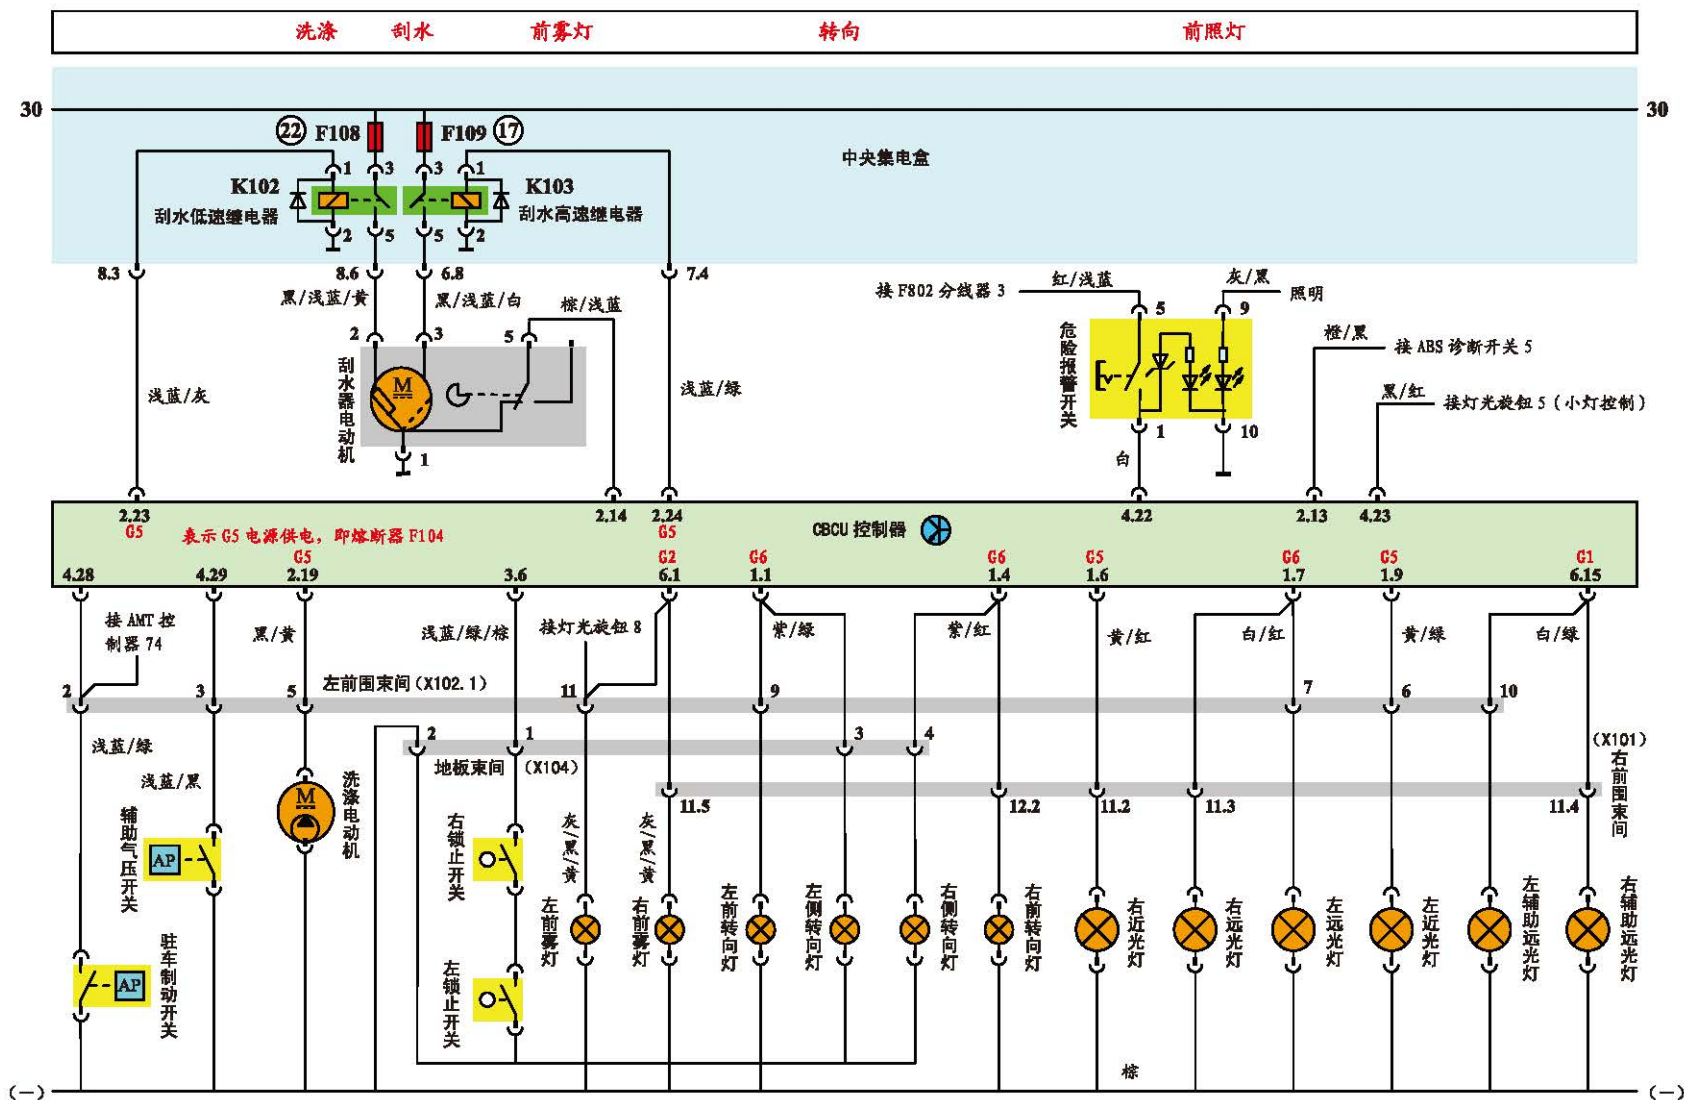 洗涤 刮水 前雾灯 转向 前照灯
30 30
22 F108 F109 17
中央集电盒
1 3 3 1
K102 K103
刮水低速继电器 刮水高速继电器
2 5 5 2
8.3 8.6 6.8 7.4
黑/浅蓝/黄 黑/浅蓝/白 棕/浅蓝
接 F802 分线器 3 红/浅蓝 灰/黑 照明
2 3 5 5 9
刮水器电动机
M
1
浅蓝/灰 浅蓝/绿
危险报警开关
1 10
白
橙/黑 接 ABS 诊断开关 5
黑/红 接灯光旋钮 5（小灯控制）
2.23 2.14 2.24 4.22 2.13 4.23
G5 G5
表示 G5 电源供电，即熔断器 F104
CBCU 控制器
G5 G2 G6 G6 G5 G6 G5 G1
4.28 4.29 2.19 3.6 6.1 1.1 1.4 1.6 1.7 1.9 6.15
接 AMT 控
制器 74
黑/黄 浅蓝/绿/棕 接灯光旋钮 8 紫/绿 紫/红 黄/红 白/红 黄/绿 白/绿
左前围束间（X102.1）
2 3 5 11 9 7 6 10
2 1 3 4
地板束间 （X104）
(X101)
右前围束间
11.5 12.2 11.2 11.3 11.4
浅蓝/绿
浅蓝/黑
辅助气压开关
AP
M
洗涤电动机
右锁止开关
灰/黑/黄 灰/黑/黄
左前雾灯
右前雾灯
左前转向灯
左侧转向灯
右侧转向灯
右前转向灯
右近光灯
右远光灯
左远光灯
左近光灯
左辅助远光灯
右辅助远光灯
AP
驻车制动开关
左锁止开关
棕
(—) (—)